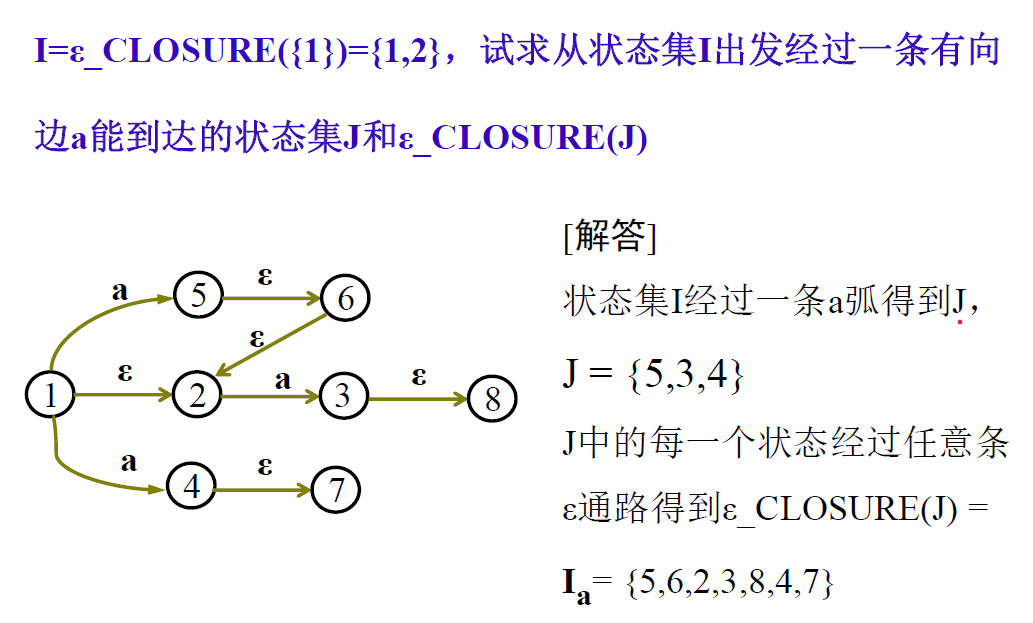 I=ε_CLOSURE({1})={1,2}，试求从状态集I出发经过一条有向
边a能到达的状态集J和ε_CLOSURE(J)
[解答]
状态集I经过一条a弧得到J，
J = {5,3,4}
J中的每一个状态经过任意条
ε通路得到ε_CLOSURE(J) =
Ia= {5,6,2,3,8,4,7}
a
5
ε
6
ε
1
ε
2
a
3
ε
8
a
4
ε
7